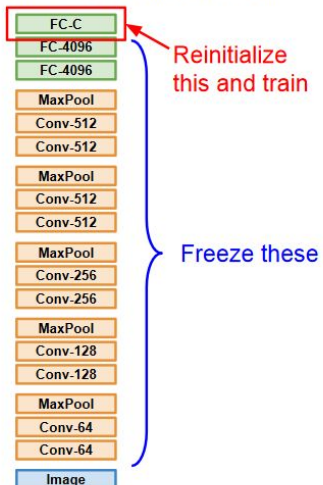 FC-C
FC-4096
FC-4096
Reinitialize
this and train
MaxPool
Conv-512
Conv-512
MaxPool
Conv-512
Conv-512
Freeze these
MaxPool
Conv-256
Conv-256
MaxPool
Conv-128
Conv-128
MaxPool
Conv-64
Conv-64
Image